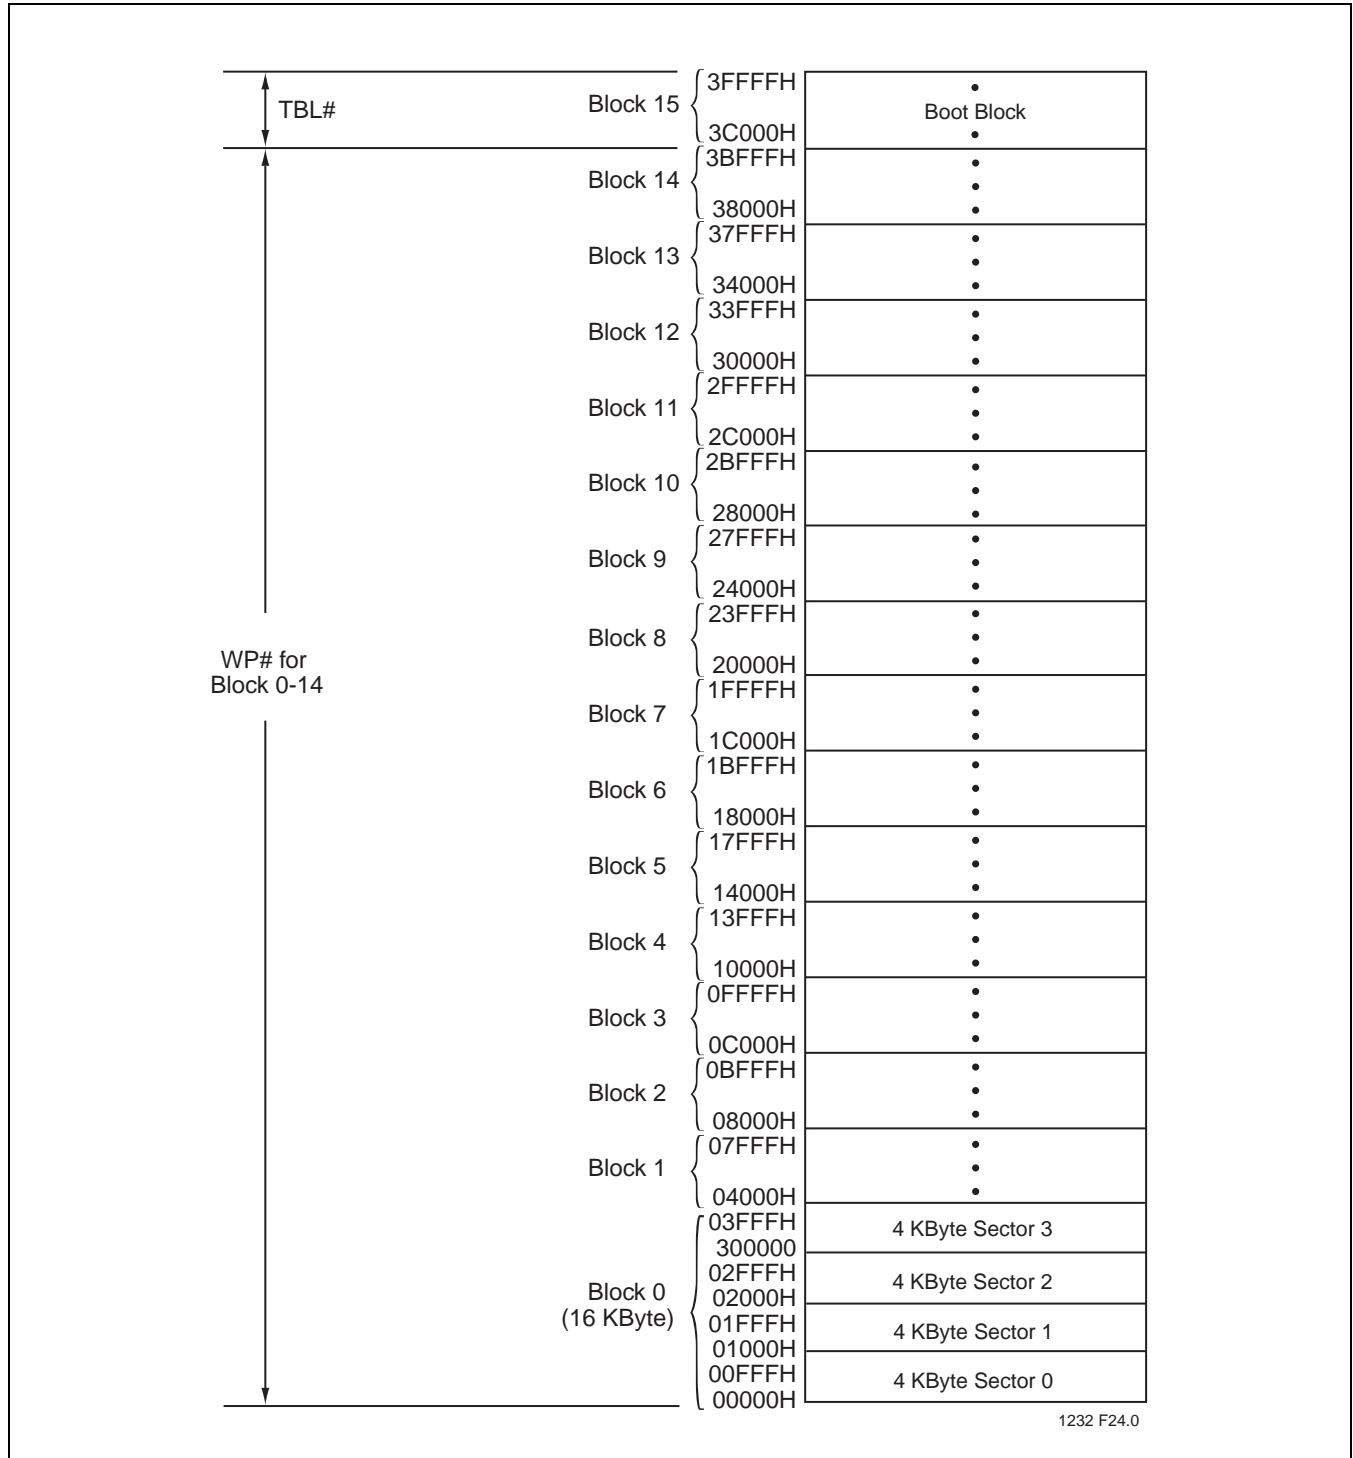 TBL#
Block 15
3FFFFH
3C000H
Boot Block
Block 14
3BFFFH
38000H
Block 13
37FFFH
34000H
Block 12
33FFFH
30000H
Block 11
2FFFFH
2C000H
Block 10
2BFFFH
28000H
Block 9
27FFFH
24000H
Block 8
23FFFH
20000H
WP# for
Block 0-14
Block 7
1FFFFH
1C000H
Block 6
1BFFFH
18000H
Block 5
17FFFH
14000H
Block 4
13FFFH
10000H
Block 3
0FFFFH
0C000H
Block 2
0BFFFH
08000H
Block 1
07FFFH
04000H
Block 0
(16 KByte)
03FFFH
300000
4 KByte Sector 3
02FFFH
02000H
4 KByte Sector 2
01FFFH
01000H
4 KByte Sector 1
00FFFH
00000H
4 KByte Sector 0
1232 F24.0